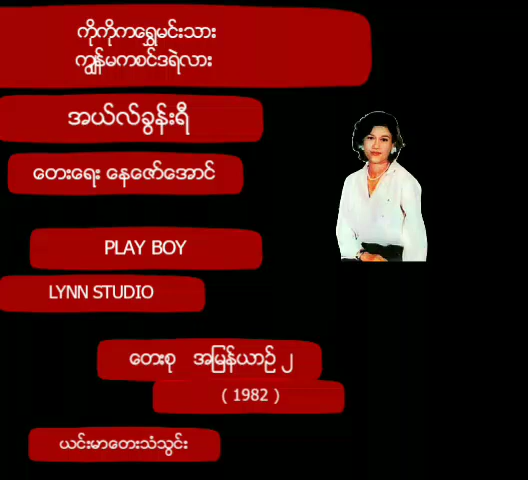 ကိုကိုကရွှေမင်းသား
ကျွန်မကစင်ဒရဲလား
အယ်လ်ခွန်းရီ
တေးရေး နေဇော်အောင်
PLAY BOY
LYNN STUDIO
တေးစု အမြန်ယာဉ် ၂
( 1982 )
ယင်းမာတေးသံသွင်း